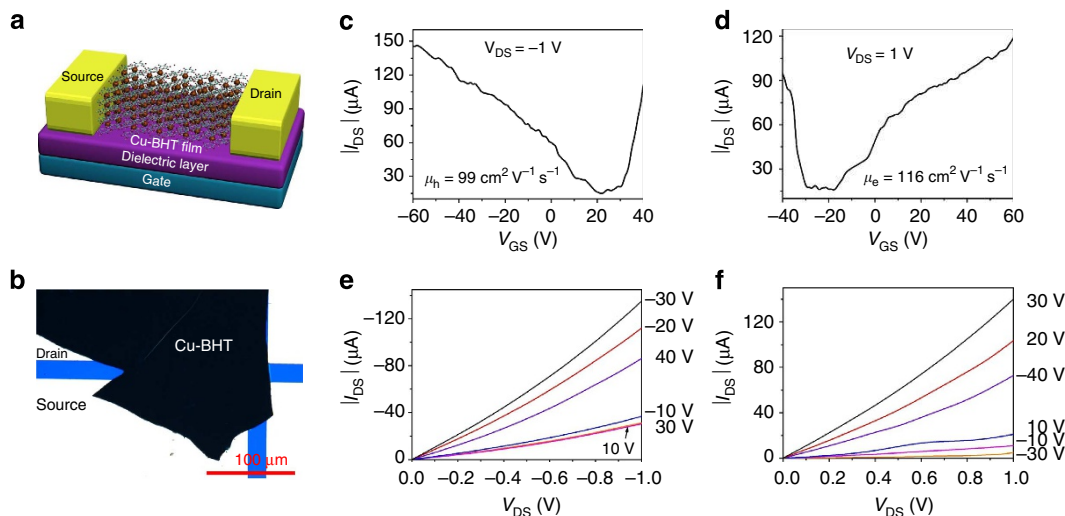 a
Source
Drain
Cu-BHT film
Dielectric layer
Gate
b
Cu-BHT
Drain
Source
100 μm
c
150
120
90
60
30
|I_DS| (μA)
V_DS = −1 V
μ_h = 99 cm² V⁻¹ s⁻¹
−60 −40 −20 0 20 40
V_GS (V)
d
120
90
60
30
|I_DS| (μA)
V_DS = 1 V
μ_e = 116 cm² V⁻¹ s⁻¹
−40 −20 0 20 40 60
V_GS (V)
e
−120
−80
−40
0
|I_DS| (μA)
−30 V
−20 V
40 V
−10 V
30 V
10 V
0.0 −0.2 −0.4 −0.6 −0.8 −1.0
V_DS (V)
f
120
80
40
0
|I_DS| (μA)
30 V
20 V
−40 V
10 V
−10 V
−30 V
0.0 0.2 0.4 0.6 0.8 1.0
V_DS (V)